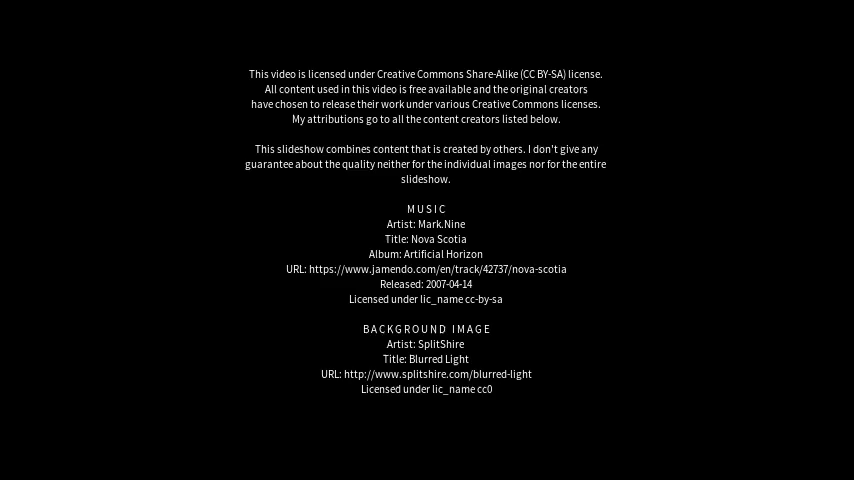 This video is licensed under Creative Commons Share-Alike (CC BY-SA) license.
All content used in this video is free available and the original creators
have chosen to release their work under various Creative Commons licenses.
My attributions go to all the content creators listed below.
This slideshow combines content that is created by others. I don't give any
guarantee about the quality neither for the individual images nor for the entire
slideshow.
MUSIC
Artist: Mark.Nine
Title: Nova Scotia
Album: Artificial Horizon
URL: https://www.jamendo.com/en/track/42737/nova-scotia
Released: 2007-04-14
Licensed under lic_name cc-by-sa
BACKGROUND IMAGE
Artist: SplitShire
Title: Blurred Light
URL: http://www.splitshire.com/blurred-light
Licensed under lic_name cc0